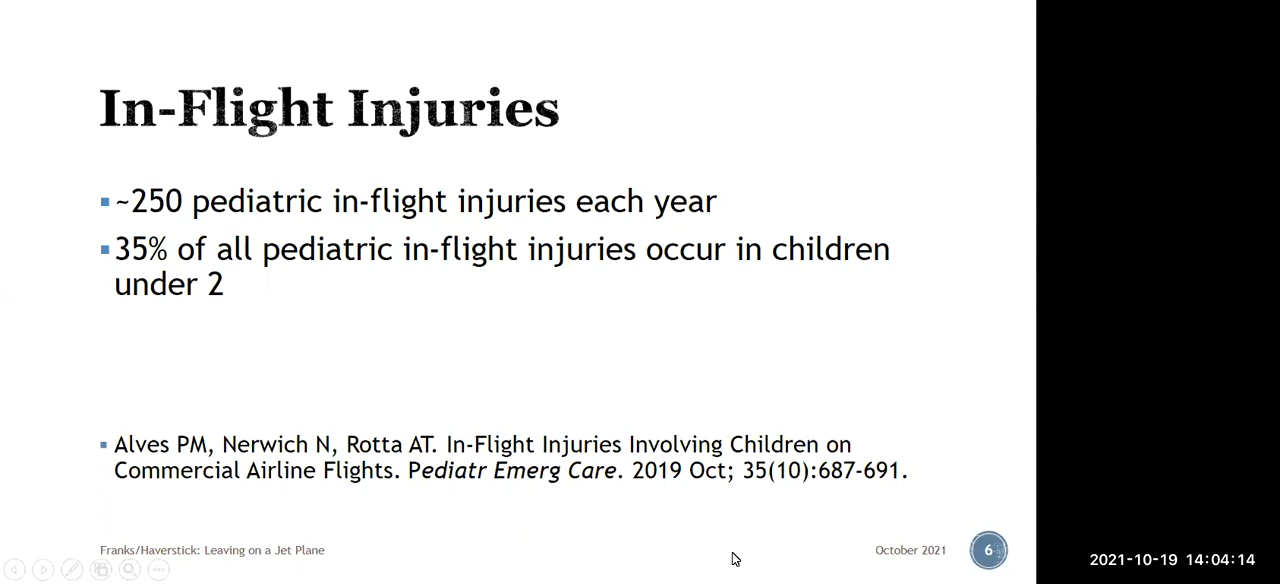 In-Flight Injuries
~250 pediatric in-flight injuries each year
35% of all pediatric in-flight injuries occur in children
under 2
Alves PM, Nerwich N, Rotta AT. In-Flight Injuries Involving Children on
Commercial Airline Flights. Pediatr Emerg Care. 2019 Oct; 35(10):687-691.
Franks/Haverstick: Leaving on a Jet Plane
October 2021
6
2021-10-19 14:04:14